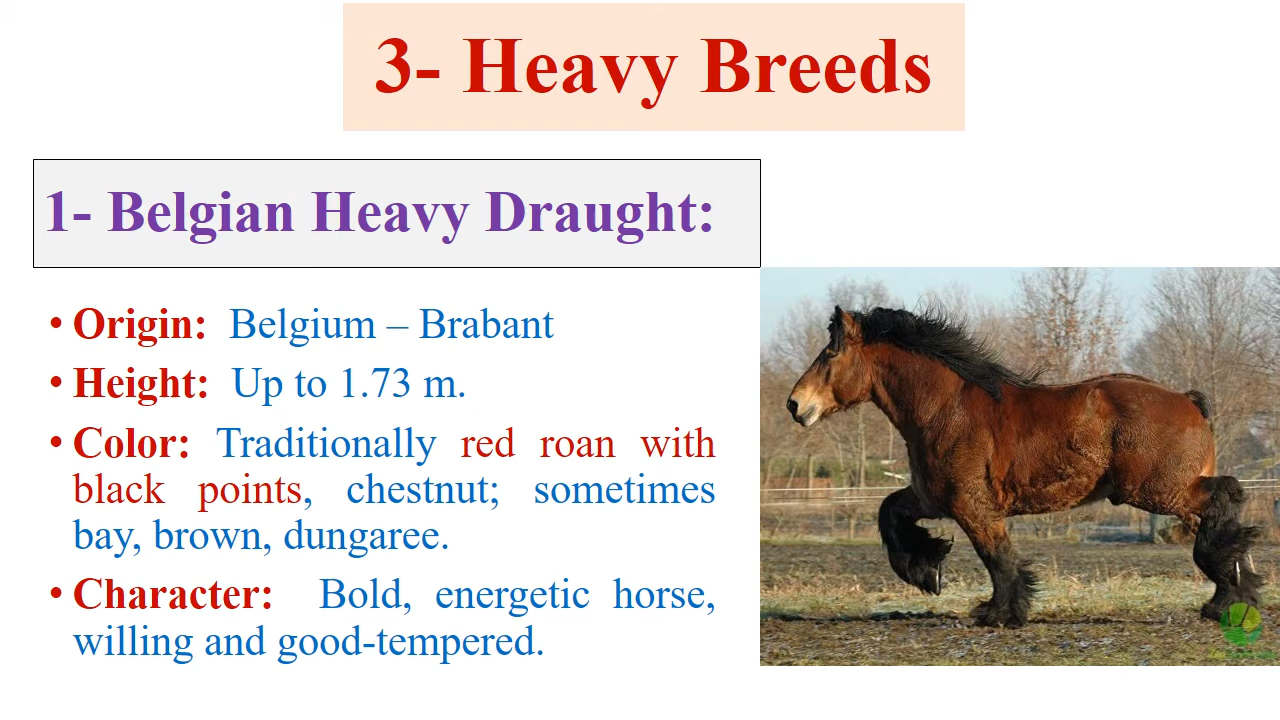 3- Heavy Breeds
1- Belgian Heavy Draught:
• Origin: Belgium – Brabant
• Height: Up to 1.73 m.
• Color: Traditionally red roan with
black points, chestnut; sometimes
bay, brown, dungaree.
• Character: Bold, energetic horse,
willing and good-tempered.